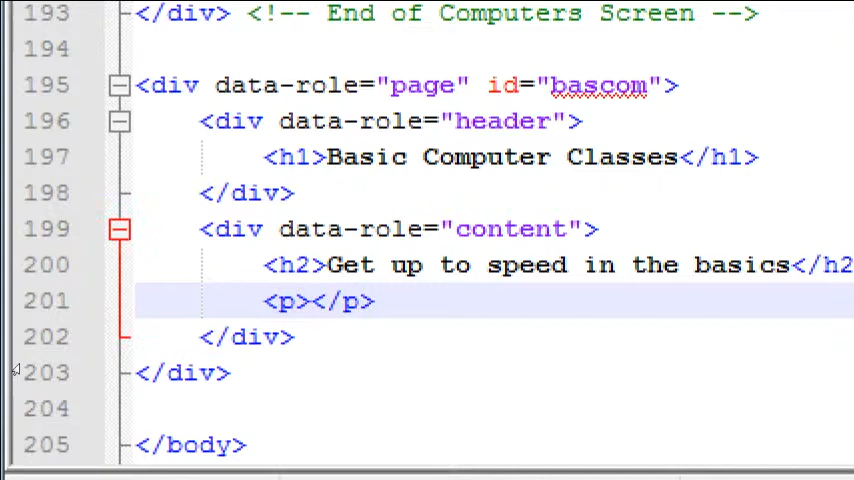 193 </div> <!-- End of Computers Screen -->
194
195 <div data-role="page" id="bascom">
196 <div data-role="header">
197 <h1>Basic Computer Classes</h1>
198 </div>
199 <div data-role="content">
200 <h2>Get up to speed in the basics</h2
201 <p></p>
202 </div>
203 </div>
204
205 </body>